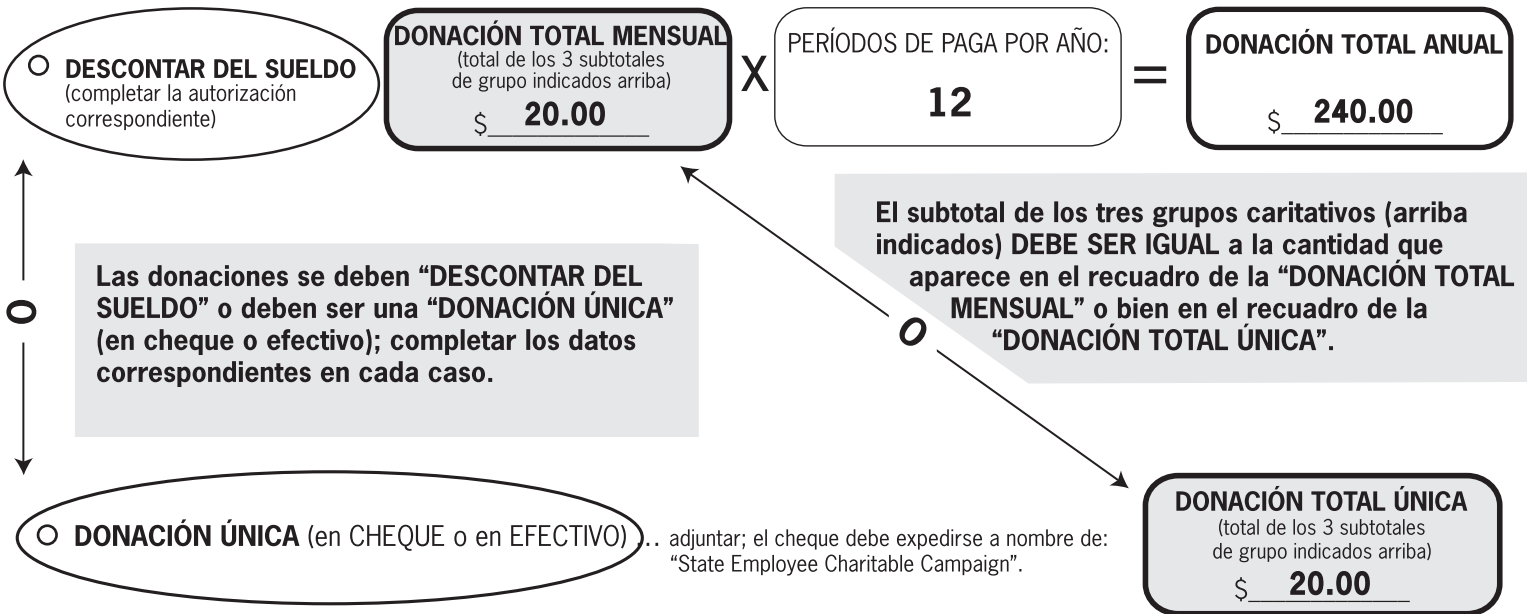 DESCONTAR DEL SUELDO
(completar la autorización
correspondiente)
DONACIÓN TOTAL MENSUAL
(total de los 3 subtotales
de grupo indicados arriba)
$ 20.00
X
PERÍODOS DE PAGA POR AÑO:
12
=
DONACIÓN TOTAL ANUAL
$ 240.00
O
Las donaciones se deben “DESCONTAR DEL
SUELDO” o deben ser una “DONACIÓN ÚNICA”
(en cheque o efectivo); completar los datos
correspondientes en cada caso.
O
El subtotal de los tres grupos caritativos (arriba
indicados) DEBE SER IGUAL a la cantidad que
aparece en el recuadro de la “DONACIÓN TOTAL
MENSUAL” o bien en el recuadro de la
“DONACIÓN TOTAL ÚNICA”.
DONACIÓN ÚNICA (en CHEQUE o en EFECTIVO) ... adjuntar; el cheque debe expedirse a nombre de:
“State Employee Charitable Campaign”.
DONACIÓN TOTAL ÚNICA
(total de los 3 subtotales
de grupo indicados arriba)
$ 20.00